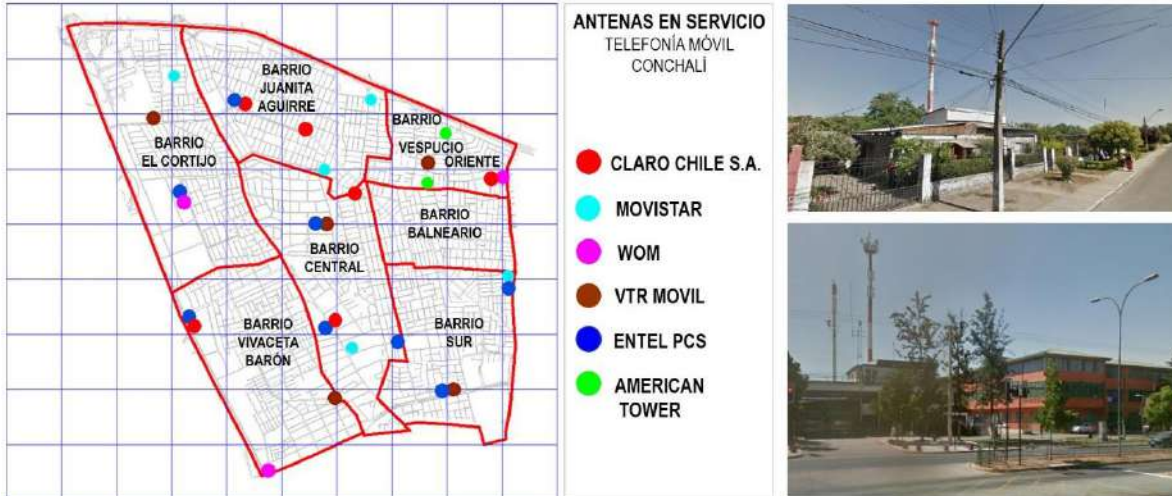 BARRIO
JUANITA
AGUIRRE
BARRIO
VESPUCIO
ORIENTE
BARRIO
EL CORTIJO
BARRIO
BALNEARIO
BARRIO
CENTRAL
BARRIO
VIVACETA
BARÓN
BARRIO
SUR
ANTENAS EN SERVICIO
TELEFONÍA MÓVIL
CONCHALÍ
CLARO CHILE S.A.
MOVISTAR
WOM
VTR MOVIL
ENTEL PCS
AMERICAN
TOWER